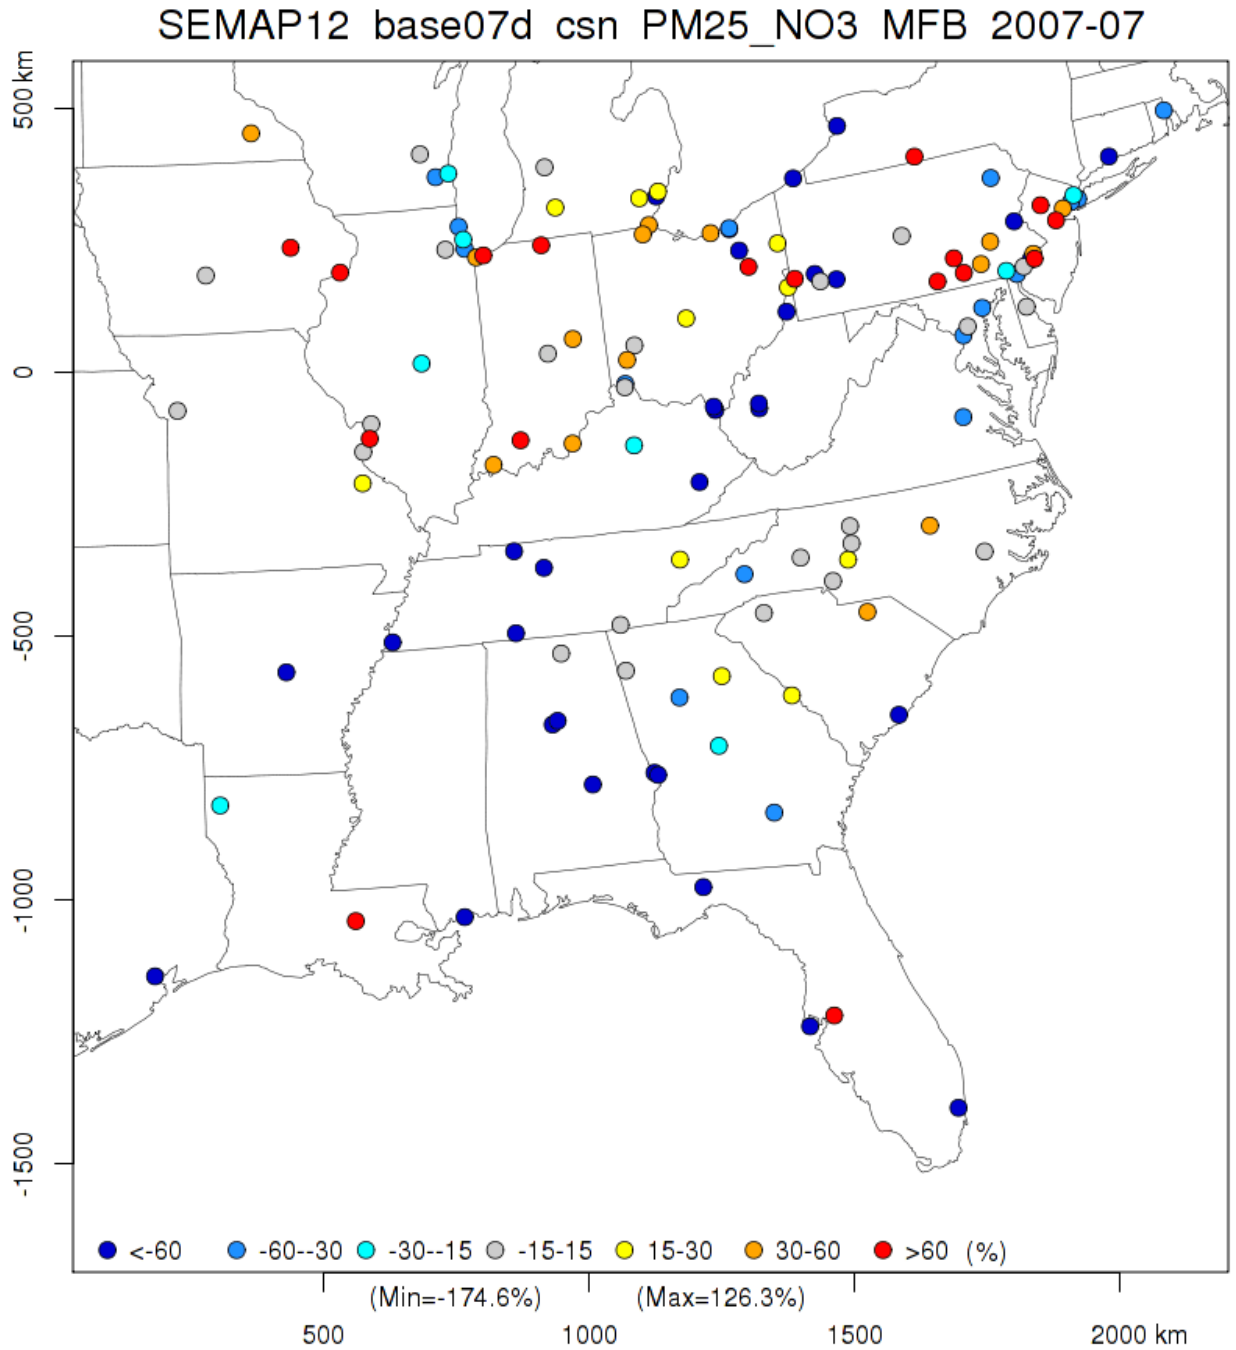 SEMAP12 base07d csn PM25_NO3 MFB 2007-07
500 km
0
-500
-1000
-1500
<-60 -60--30 -30--15 -15-15 15-30 30-60 >60 (%)
(Min=-174.6%) (Max=126.3%)
500 1000 1500 2000 km